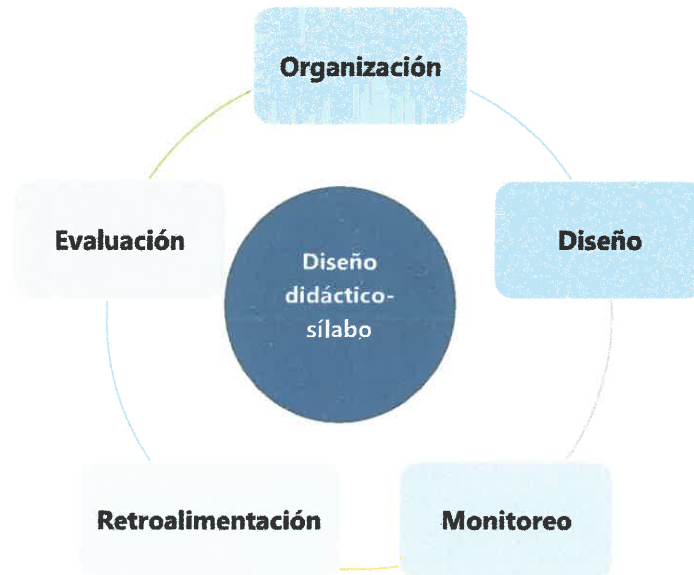 Organización
Evaluación
Diseño
Diseño
didáctico-
sílabo
Retroalimentación
Monitoreo